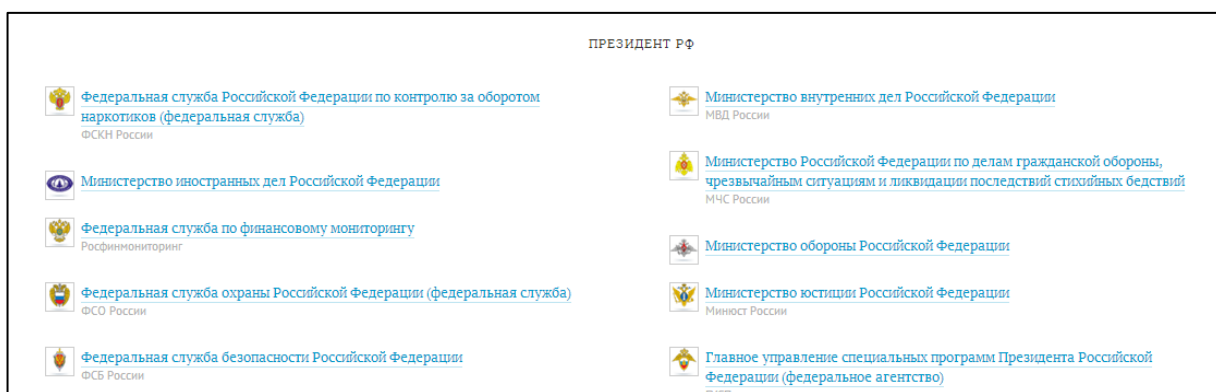 ПРЕЗИДЕНТ РФ
Федеральная служба Российской Федерации по контролю за оборотом
наркотиков (федеральная служба)
ФСКН России
Министерство иностранных дел Российской Федерации
Федеральная служба по финансовому мониторингу
Росфинмониторинг
Федеральная служба охраны Российской Федерации (федеральная служба)
ФСО России
Федеральная служба безопасности Российской Федерации
ФСБ России
Министерство внутренних дел Российской Федерации
МВД России
Министерство Российской Федерации по делам гражданской обороны,
чрезвычайным ситуациям и ликвидации последствий стихийных бедствий
МЧС России
Министерство обороны Российской Федерации
Министерство юстиции Российской Федерации
Минюст России
Главное управление специальных программ Президента Российской
Федерации (федеральное агентство)